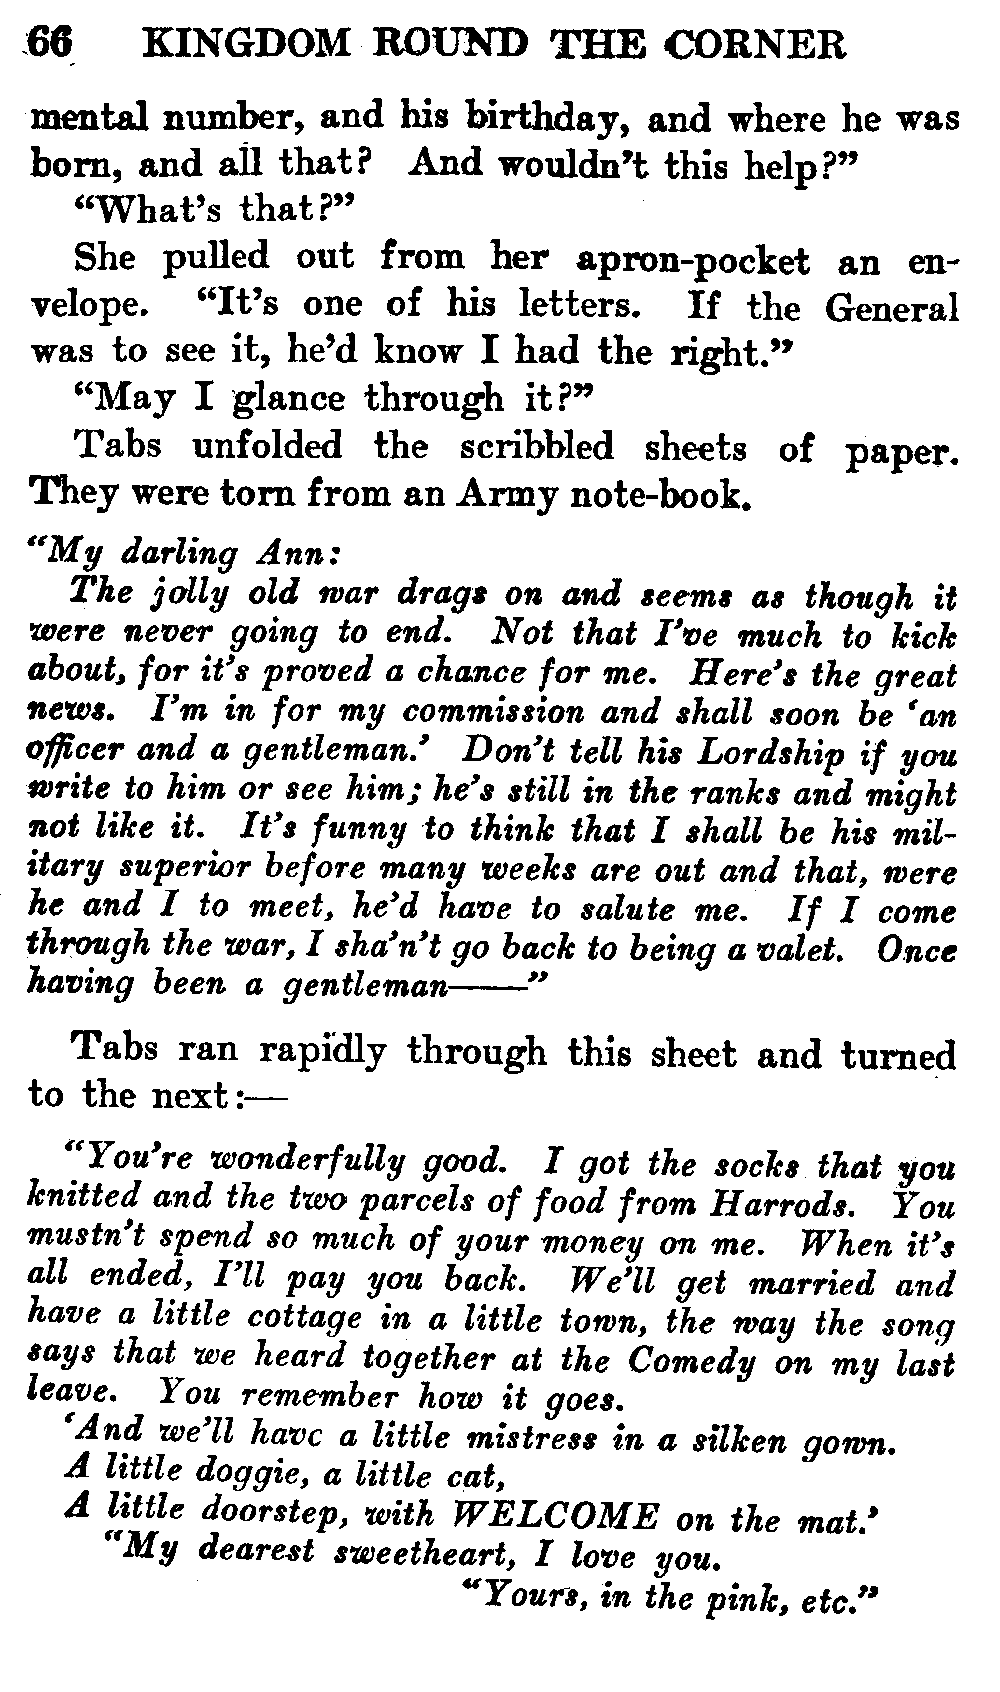 66 KINGDOM ROUND THE CORNER
mental number, and his birthday, and where he was
born, and all that? And wouldn't this help?"
"What's that?"
She pulled out from her apron-pocket an en-
velope. "It's one of his letters. If the General
was to see it, he'd know I had the right."
"May I glance through it?"
Tabs unfolded the scribbled sheets of paper.
They were torn from an Army note-book.
"My darling Ann:
The jolly old war drags on and seems as though it
were never going to end. Not that I've much to kick
about, for it's proved a chance for me. Here's the great
news. I'm in for my commission and shall soon be 'an
officer and a gentleman.' Don't tell his Lordship if you
write to him or see him; he's still in the ranks and might
not like it. It's funny to think that I shall be his mil-
itary superior before many weeks are out and that, were
he and I to meet, he'd have to salute me. If I come
through the war, I sha'n't go back to being a valet. Once
having been a gentleman——"
Tabs ran rapidly through this sheet and turned
to the next:—
"You're wonderfully good. I got the socks that you
knitted and the two parcels of food from Harrods. You
mustn't spend so much of your money on me. When it's
all ended, I'll pay you back. We'll get married and
have a little cottage in a little town, the way the song
says that we heard together at the Comedy on my last
leave. You remember how it goes.
'And we'll have a little mistress in a silken gown.
A little doggie, a little cat,
A little doorstep, with WELCOME on the mat.'
"My dearest sweetheart, I love you.
"Yours, in the pink, etc."